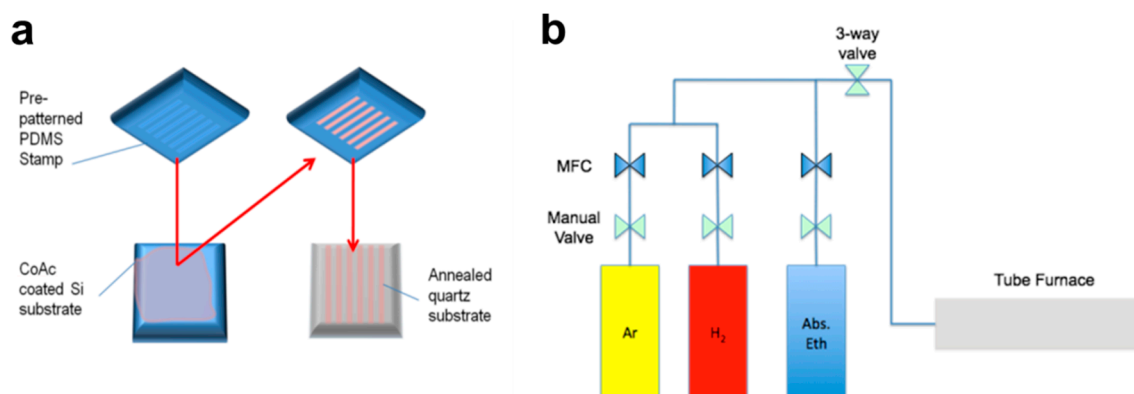 a
Pre-
patterned
PDMS
Stamp
CoAc
coated Si
substrate
Annealed
quartz
substrate
b
3-way
valve
MFC
Manual
Valve
Ar
H₂
Abs.
Eth
Tube Furnace